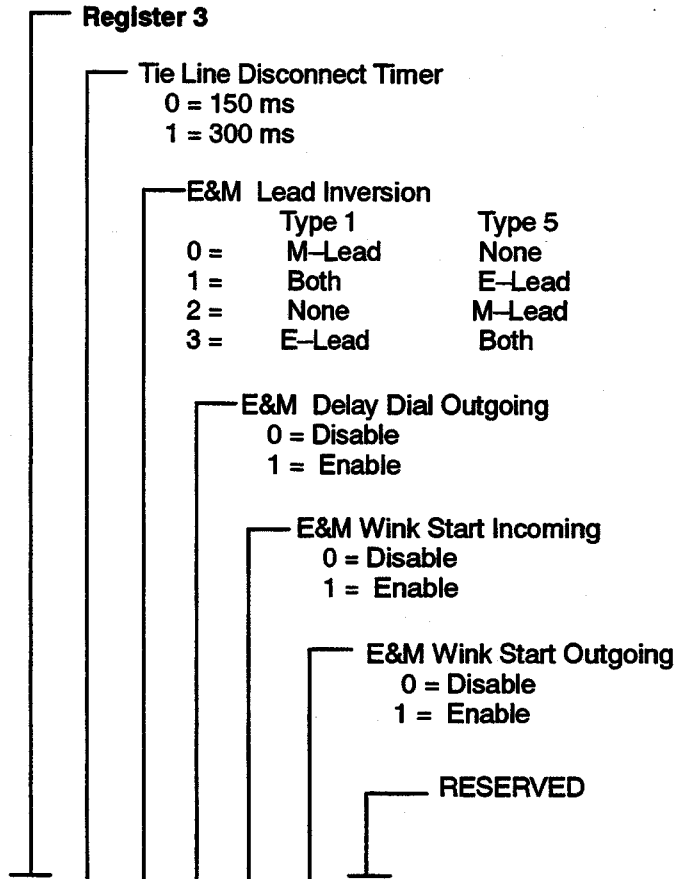 Register 3
Tie Line Disconnect Timer
0 = 150 ms
1 = 300 ms
E&M Lead Inversion
Type 1 Type 5
0 = M–Lead None
1 = Both E–Lead
2 = None M–Lead
3 = E–Lead Both
E&M Delay Dial Outgoing
0 = Disable
1 = Enable
E&M Wink Start Incoming
0 = Disable
1 = Enable
E&M Wink Start Outgoing
0 = Disable
1 = Enable
RESERVED